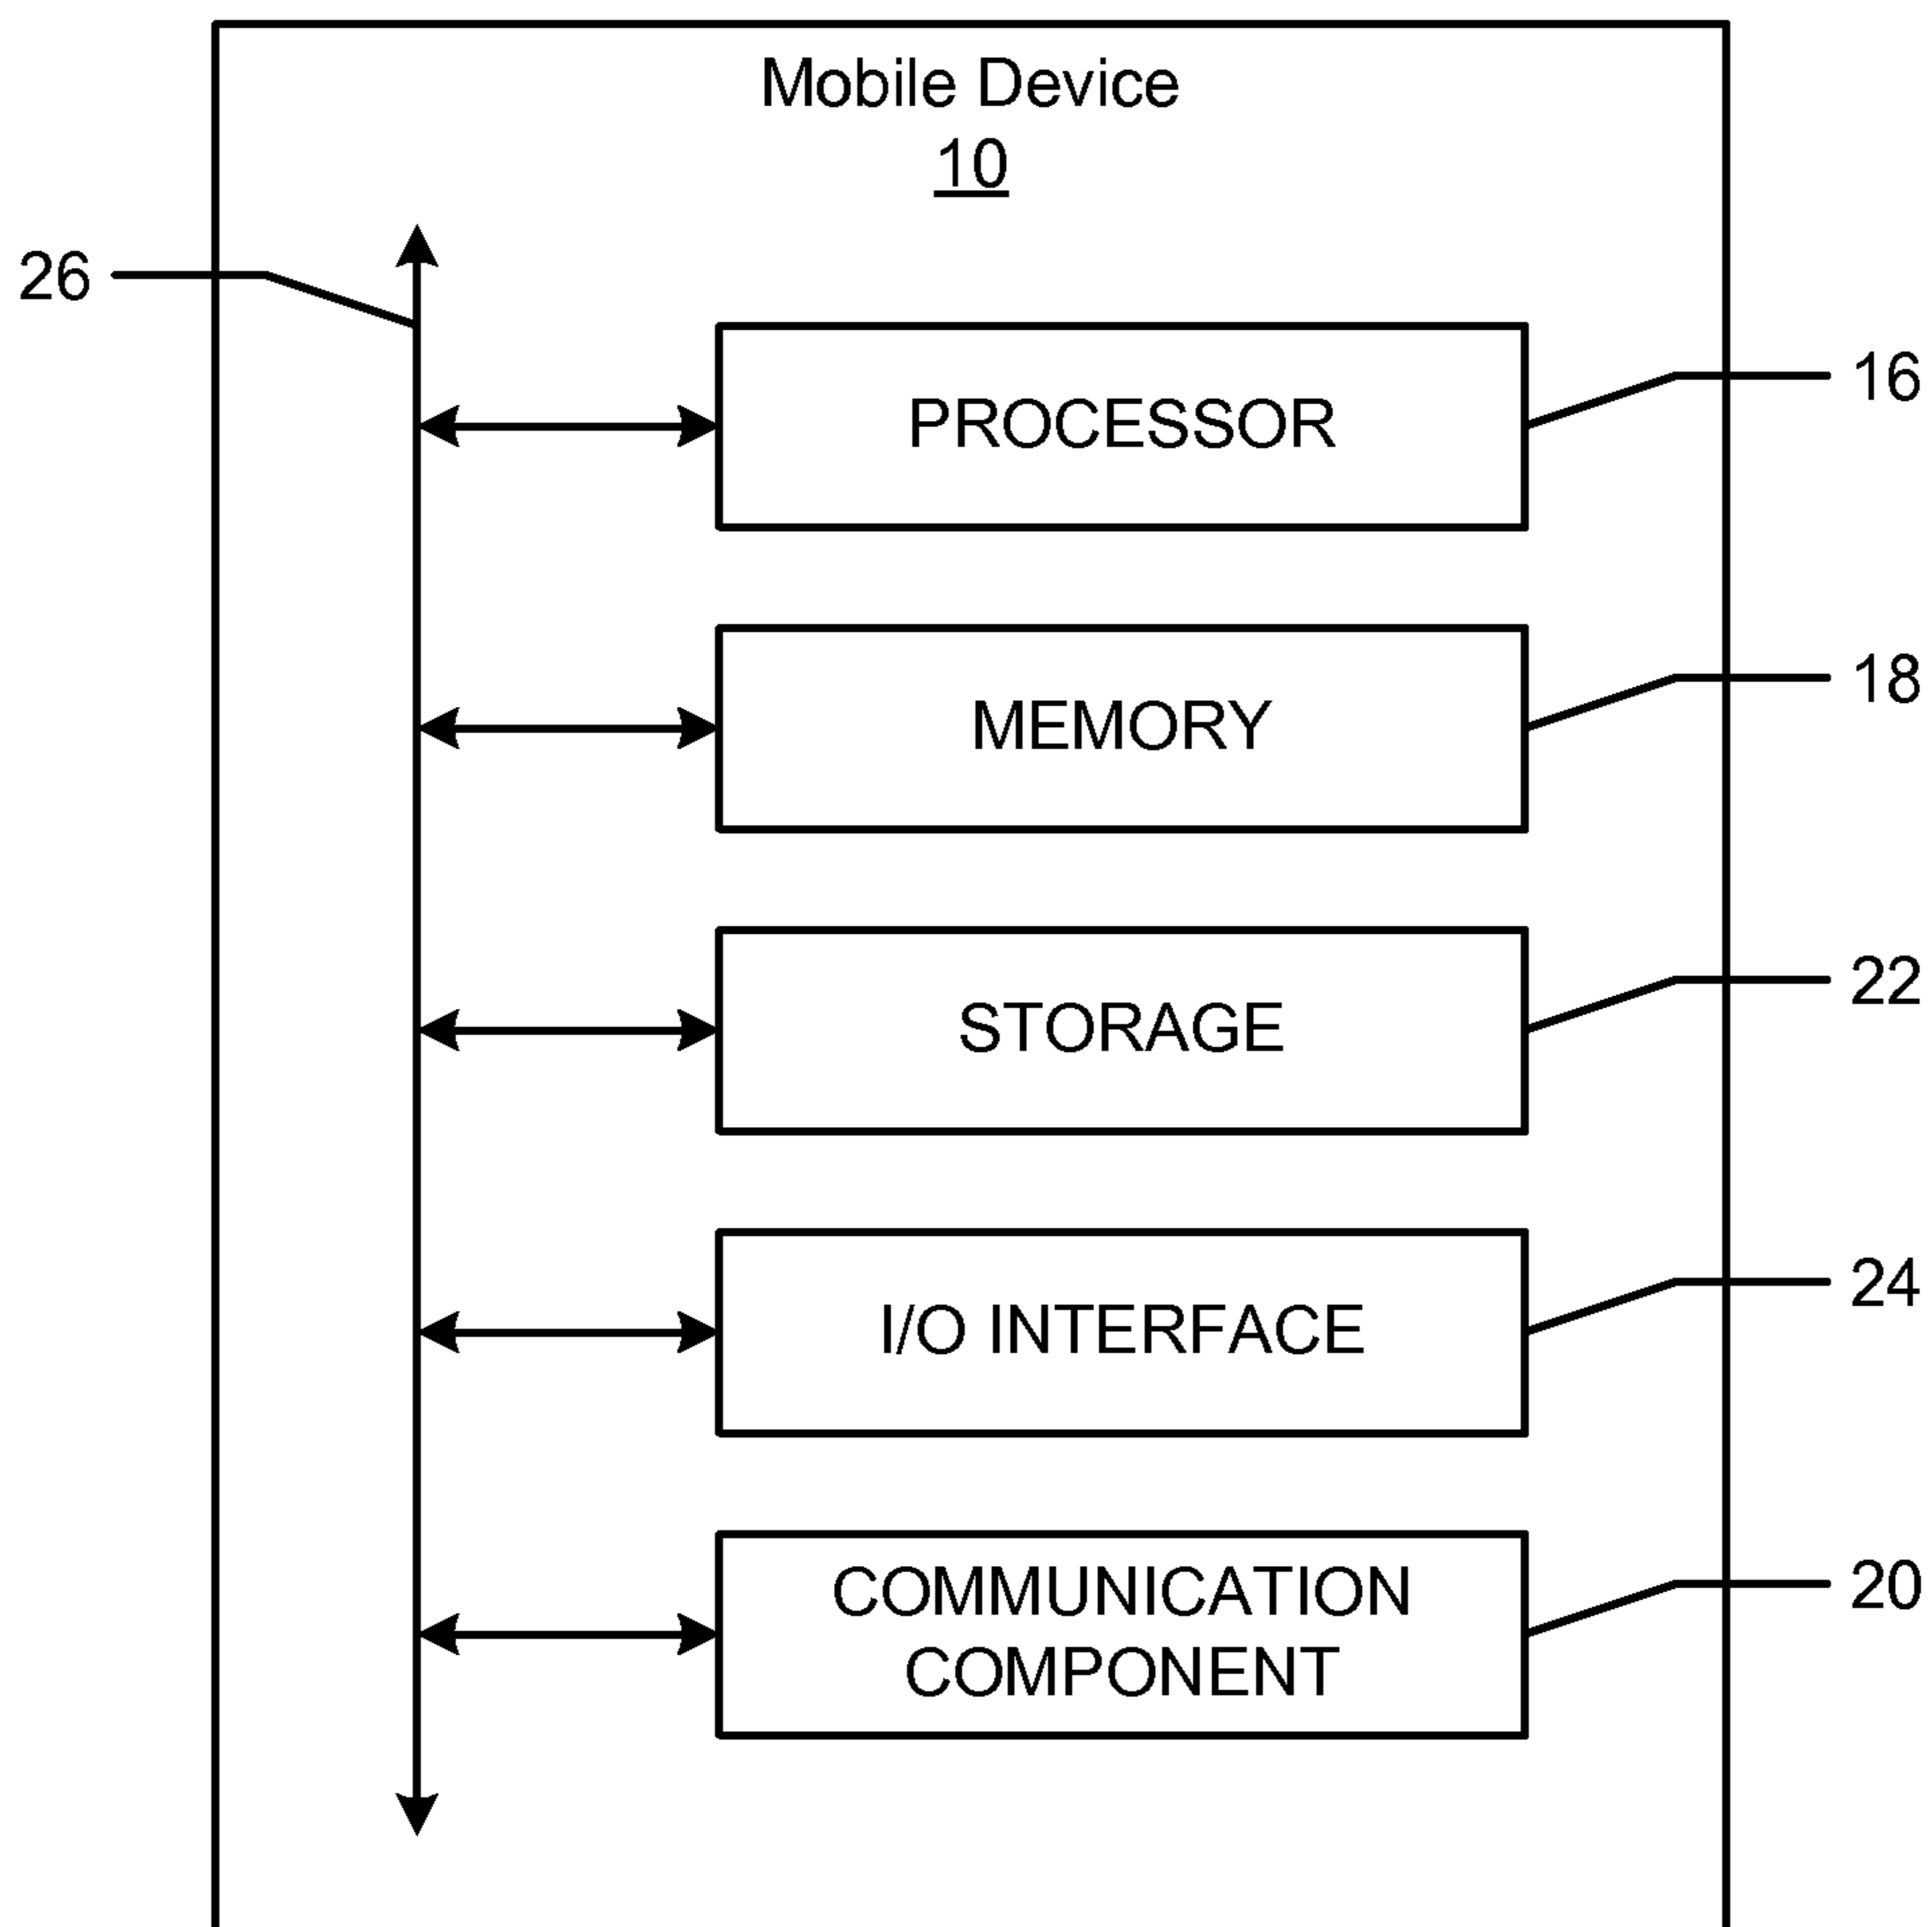 Mobile Device
10
26
PROCESSOR
16
MEMORY
18
STORAGE
22
I/O INTERFACE
24
COMMUNICATION
COMPONENT
20